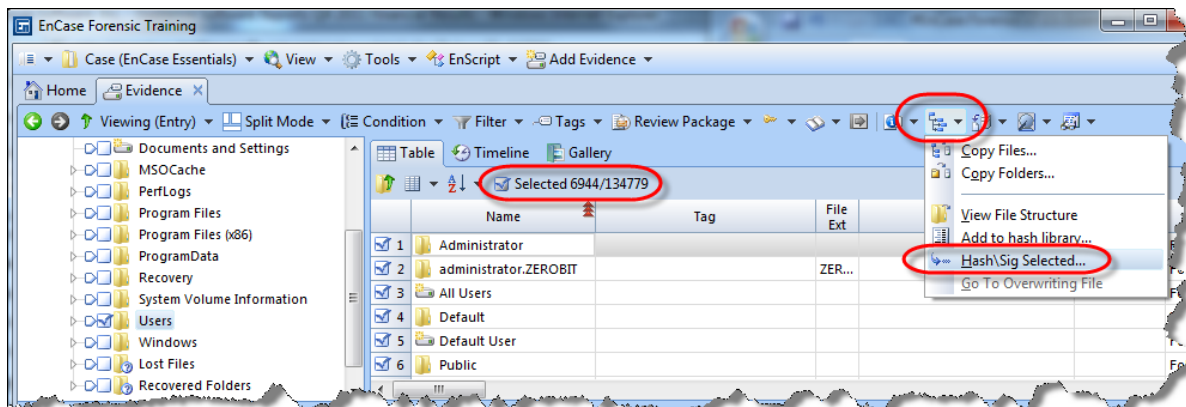 EnCase Forensic Training
Case (EnCase Essentials) View Tools EnScript Add Evidence
Home Evidence
Viewing (Entry) Split Mode Condition Filter Tags Review Package
Documents and Settings
MSOCache
PerfLogs
Program Files
Program Files (x86)
ProgramData
Recovery
System Volume Information
Users
Windows
Lost Files
Recovered Folders
Table Timeline Gallery
Selected 6944/134779
Name Tag File Ext
1 Administrator
2 administrator.ZEROBIT ZER...
3 All Users
4 Default
5 Default User
6 Public
Copy Files...
Copy Folders...
View File Structure
Add to hash library...
Hash\Sig Selected...
Go To Overwriting File